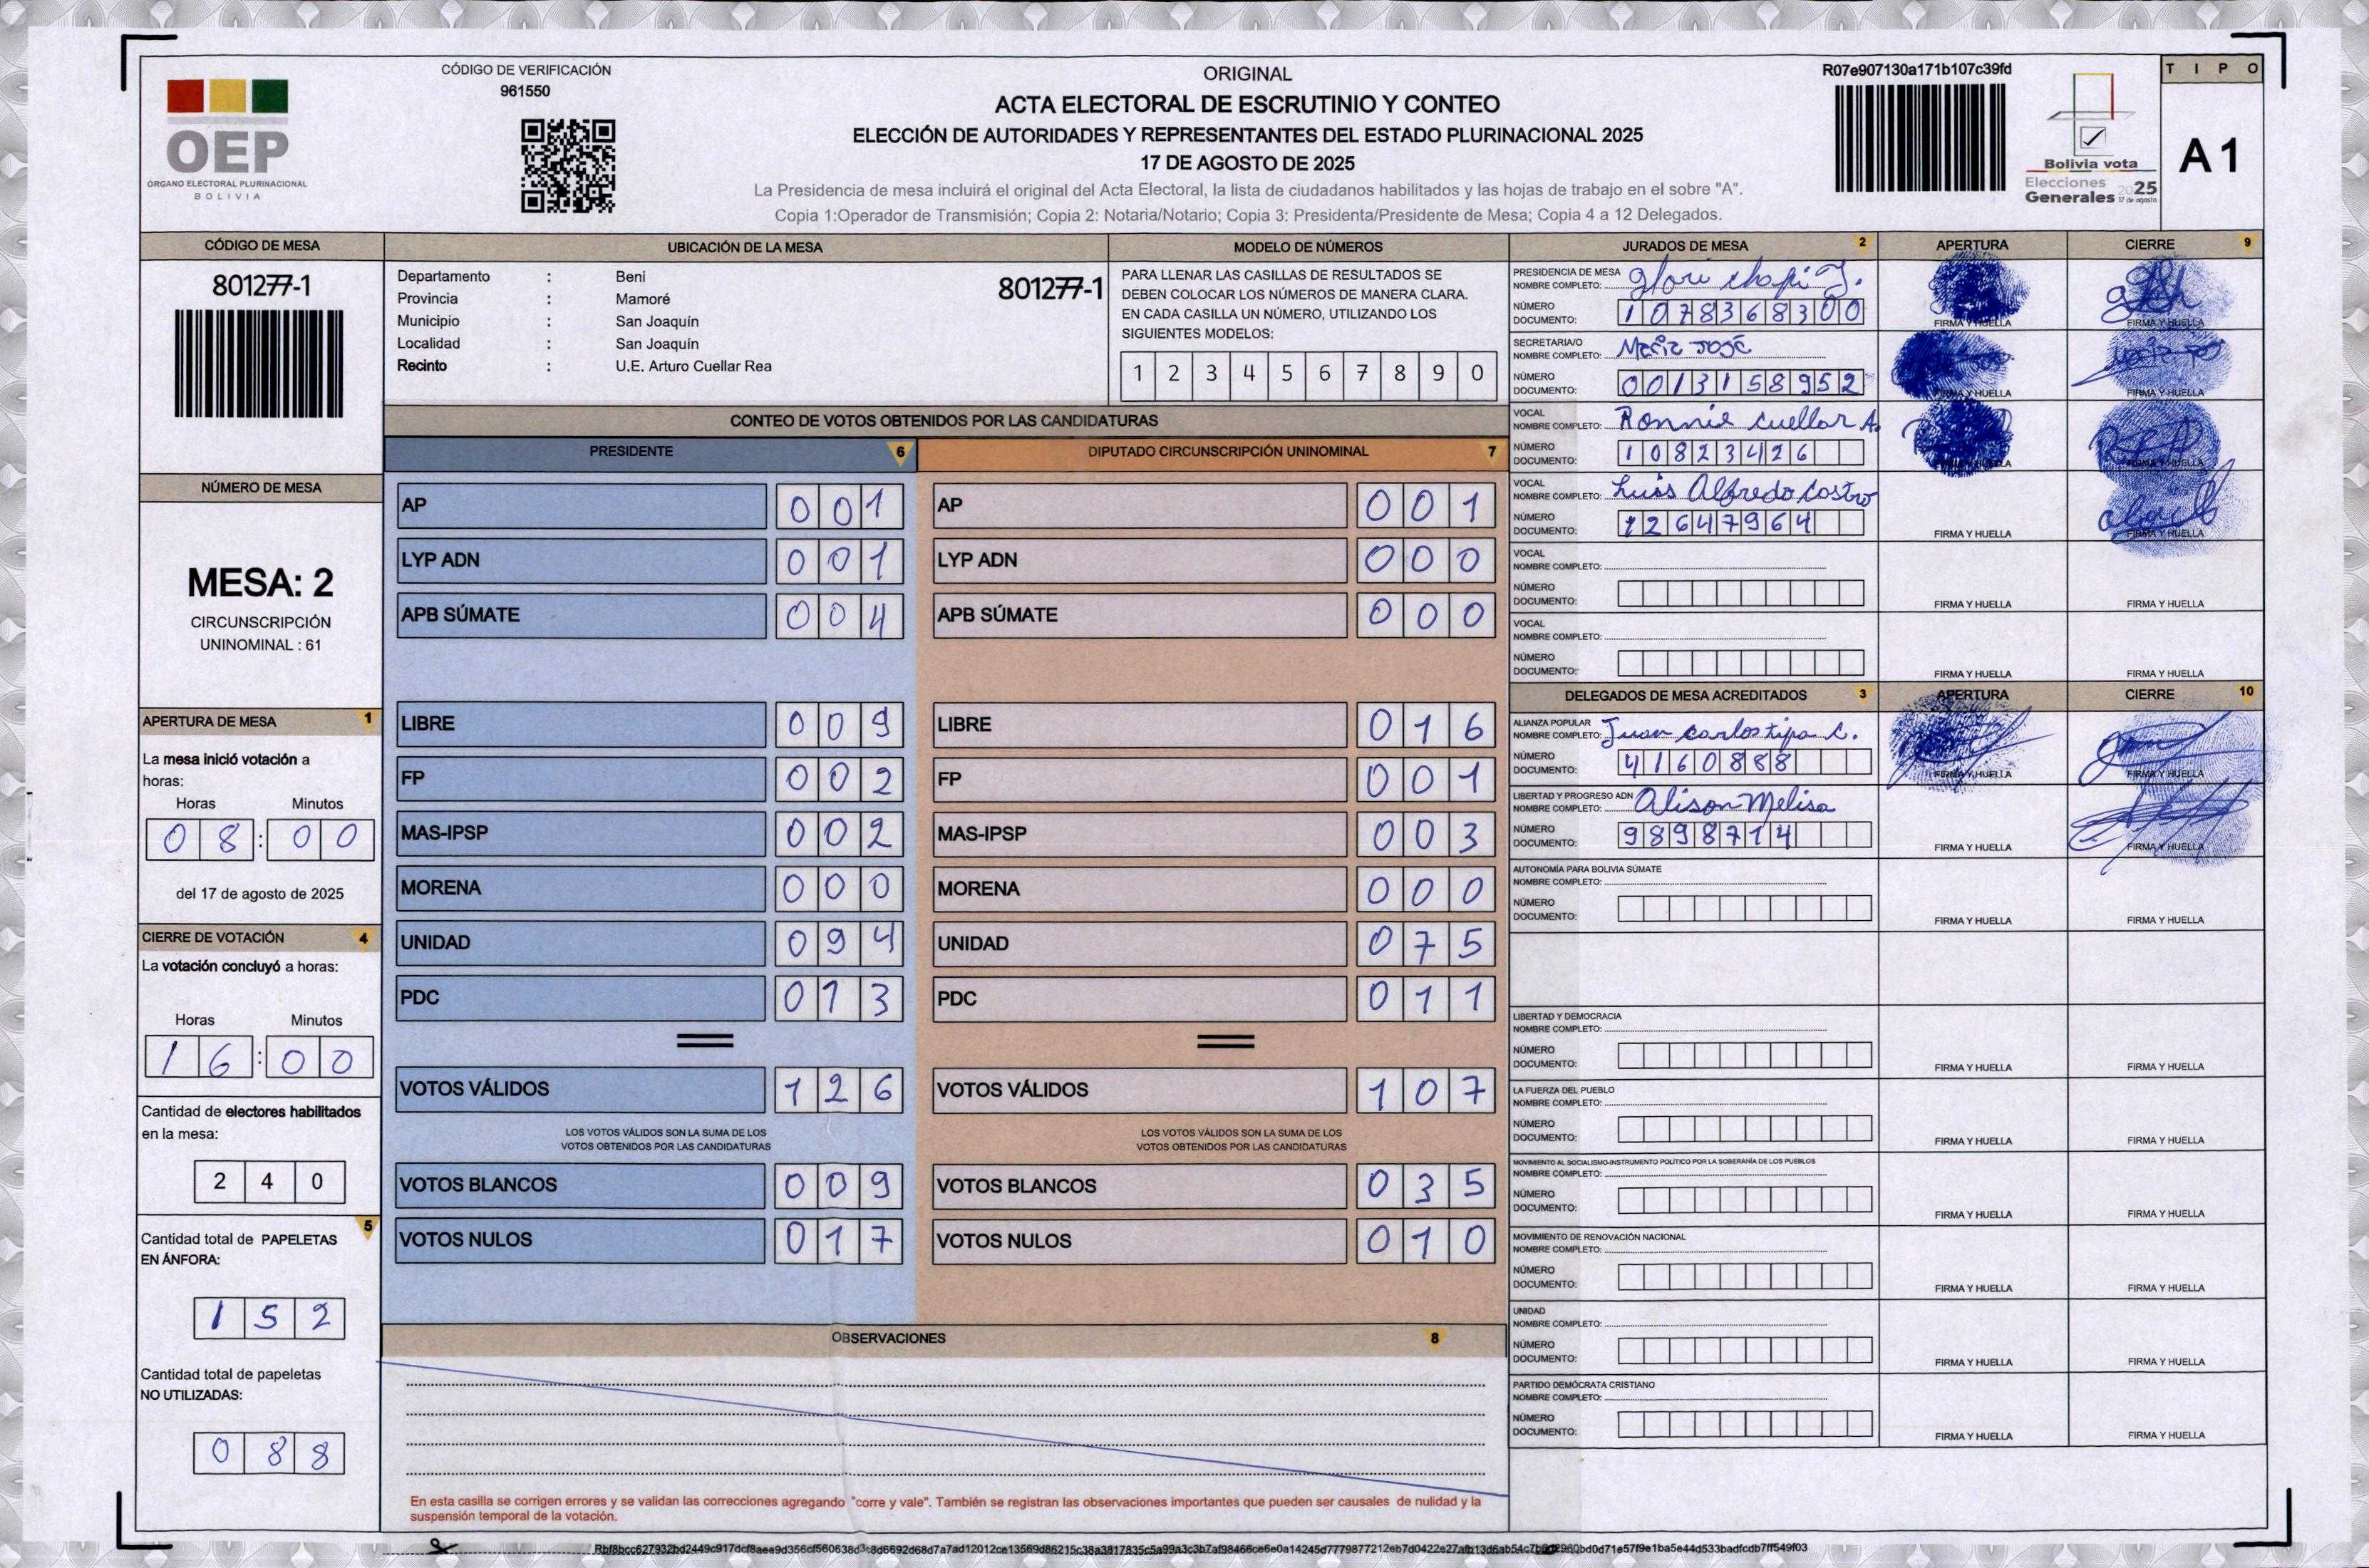 CÓDIGO DE VERIFICACIÓN
961550
OEP
ÓRGANO ELECTORAL PLURINACIONAL
BOLIVIA
ORIGINAL
ACTA ELECTORAL DE ESCRUTINIO Y CONTEO
ELECCIÓN DE AUTORIDADES Y REPRESENTANTES DEL ESTADO PLURINACIONAL 2025
17 DE AGOSTO DE 2025
La Presidencia de mesa incluirá el original del Acta Electoral, la lista de ciudadanos habilitados y las hojas de trabajo en el sobre "A".
Copia 1:Operador de Transmisión; Copia 2: Notaria/Notario; Copia 3: Presidenta/Presidente de Mesa; Copia 4 a 12 Delegados.
R07e907130a171b107c39fd
Bolivia vota
Elecciones
Generales 2025
17 de agosto
TIPO
A1
CÓDIGO DE MESA
801277-1
UBICACIÓN DE LA MESA
Departamento : Beni
Provincia : Mamoré
Municipio : San Joaquín
Localidad : San Joaquín
Recinto : U.E. Arturo Cuellar Rea
801277-1
MODELO DE NÚMEROS
PARA LLENAR LAS CASILLAS DE RESULTADOS SE
DEBEN COLOCAR LOS NÚMEROS DE MANERA CLARA.
EN CADA CASILLA UN NÚMERO, UTILIZANDO LOS
SIGUIENTES MODELOS:
1 2 3 4 5 6 7 8 9 0
NÚMERO DE MESA
MESA: 2
CIRCUNSCRIPCIÓN
UNINOMINAL : 61
APERTURA DE MESA 1
La mesa inició votación a
horas:
Horas Minutos
08:00
del 17 de agosto de 2025
CIERRE DE VOTACIÓN 4
La votación concluyó a horas:
Horas Minutos
16:00
Cantidad de electores habilitados
en la mesa:
240
5
Cantidad total de PAPELETAS
EN ÁNFORA:
152
Cantidad total de papeletas
NO UTILIZADAS:
088
CONTEO DE VOTOS OBTENIDOS POR LAS CANDIDATURAS
PRESIDENTE 6
AP 001
LYP ADN 001
APB SÚMATE 004
LIBRE 009
FP 002
MAS-IPSP 002
MORENA 000
UNIDAD 094
PDC 013
VOTOS VÁLIDOS 126
LOS VOTOS VÁLIDOS SON LA SUMA DE LOS
VOTOS OBTENIDOS POR LAS CANDIDATURAS
VOTOS BLANCOS 009
VOTOS NULOS 017
DIPUTADO CIRCUNSCRIPCIÓN UNINOMINAL 7
AP 001
LYP ADN 000
APB SÚMATE 000
LIBRE 016
FP 001
MAS-IPSP 003
MORENA 000
UNIDAD 075
PDC 011
VOTOS VÁLIDOS 107
LOS VOTOS VÁLIDOS SON LA SUMA DE LOS
VOTOS OBTENIDOS POR LAS CANDIDATURAS
VOTOS BLANCOS 035
VOTOS NULOS 010
OBSERVACIONES 8
En esta casilla se corrigen errores y se validan las correcciones agregando "corre y vale". También se registran las observaciones importantes que pueden ser causales de nulidad y la
suspensión temporal de la votación.
JURADOS DE MESA 2 APERTURA CIERRE 9
PRESIDENCIA DE MESA
NOMBRE COMPLETO: glori chapi J.
NÚMERO
DOCUMENTO: 1078368300
FIRMA Y HUELLA FIRMA Y HUELLA
SECRETARIA/O
NOMBRE COMPLETO: María José
NÚMERO
DOCUMENTO: 0013158952
FIRMA Y HUELLA FIRMA Y HUELLA
VOCAL
NOMBRE COMPLETO: Ronnie Cuellar A.
NÚMERO
DOCUMENTO: 10823426
FIRMA Y HUELLA FIRMA Y HUELLA
VOCAL
NOMBRE COMPLETO: Luis Alfredo Castro
NÚMERO
DOCUMENTO: 12647964
FIRMA Y HUELLA FIRMA Y HUELLA
VOCAL
NOMBRE COMPLETO:
NÚMERO
DOCUMENTO:
FIRMA Y HUELLA FIRMA Y HUELLA
VOCAL
NOMBRE COMPLETO:
NÚMERO
DOCUMENTO:
FIRMA Y HUELLA FIRMA Y HUELLA
DELEGADOS DE MESA ACREDITADOS 3 APERTURA CIERRE 10
ALIANZA POPULAR
NOMBRE COMPLETO: Juan Carlos tipa C.
NÚMERO
DOCUMENTO: 4160888
FIRMA Y HUELLA FIRMA Y HUELLA
LIBERTAD Y PROGRESO ADN
NOMBRE COMPLETO: Alison Melisa
NÚMERO
DOCUMENTO: 9898714
FIRMA Y HUELLA FIRMA Y HUELLA
AUTONOMÍA PARA BOLIVIA SÚMATE
NOMBRE COMPLETO:
NÚMERO
DOCUMENTO:
FIRMA Y HUELLA FIRMA Y HUELLA
LIBERTAD Y DEMOCRACIA
NOMBRE COMPLETO:
NÚMERO
DOCUMENTO:
FIRMA Y HUELLA FIRMA Y HUELLA
LA FUERZA DEL PUEBLO
NOMBRE COMPLETO:
NÚMERO
DOCUMENTO:
FIRMA Y HUELLA FIRMA Y HUELLA
MOVIMIENTO AL SOCIALISMO-INSTRUMENTO POLÍTICO POR LA SOBERANÍA DE LOS PUEBLOS
NOMBRE COMPLETO:
NÚMERO
DOCUMENTO:
FIRMA Y HUELLA FIRMA Y HUELLA
MOVIMIENTO DE RENOVACIÓN NACIONAL
NOMBRE COMPLETO:
NÚMERO
DOCUMENTO:
FIRMA Y HUELLA FIRMA Y HUELLA
UNIDAD
NOMBRE COMPLETO:
NÚMERO
DOCUMENTO:
FIRMA Y HUELLA FIRMA Y HUELLA
PARTIDO DEMÓCRATA CRISTIANO
NOMBRE COMPLETO:
NÚMERO
DOCUMENTO:
FIRMA Y HUELLA FIRMA Y HUELLA